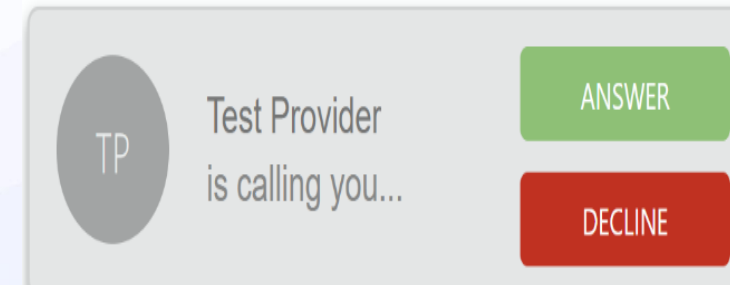 TP
Test Provider
is calling you...
ANSWER
DECLINE